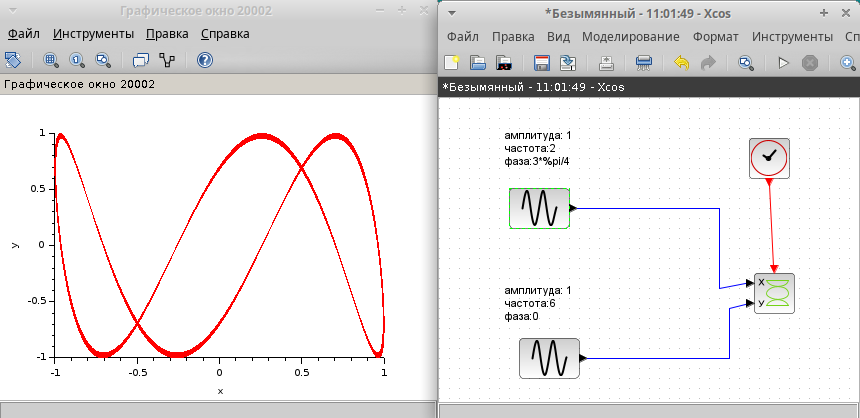 Графическое окно 20002
Файл Инструменты Правка Справка
Графическое окно 20002
1
0.5
0
-0.5
-1
y
-1 -0.5 0 0.5 1
x
*Безымянный - 11:01:49 - Xcos
Файл Правка Вид Моделирование Формат Инструменты Сп
*Безымянный - 11:01:49 - Xcos
амплитуда: 1
частота:2
фаза:3*%pi/4
X
y
амплитуда: 1
частота:6
фаза:0